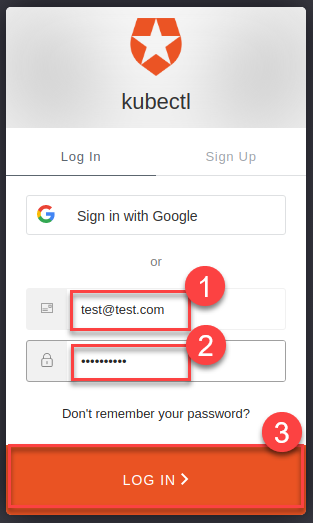 kubectl
Log In Sign Up
Sign in with Google
or
1
test@test.com
2
••••••••••
Don't remember your password?
3
LOG IN >